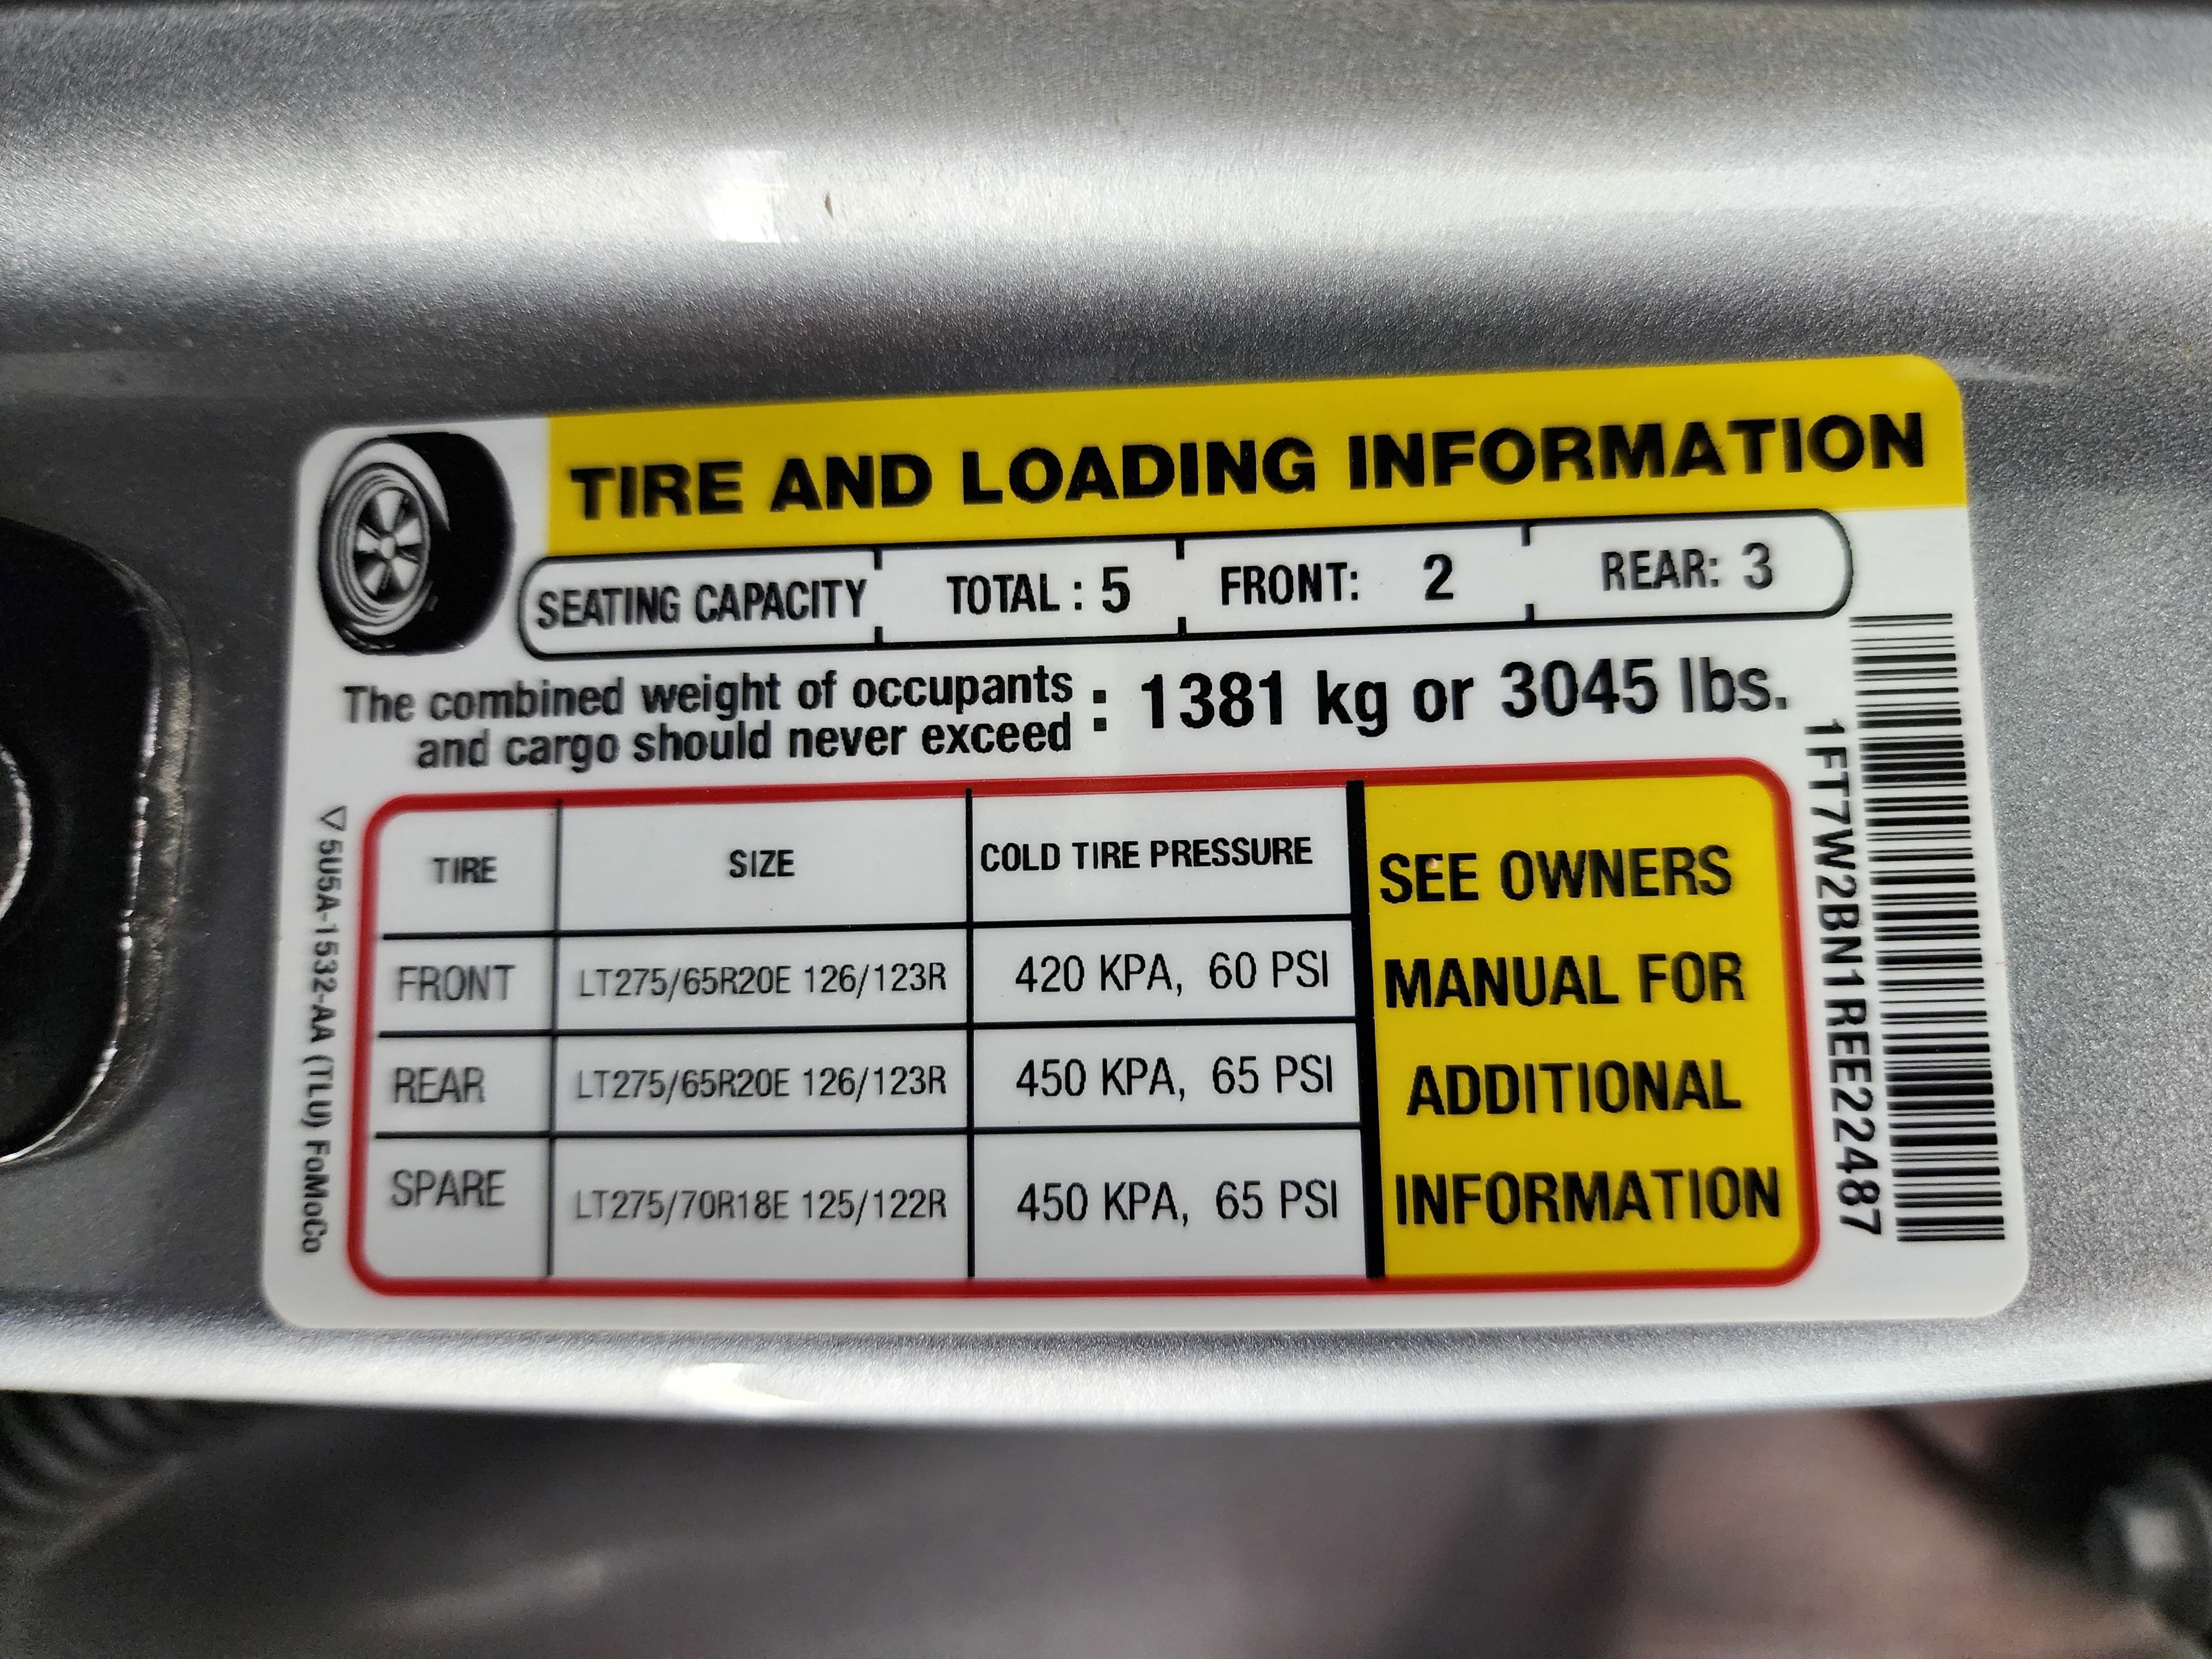 TIRE AND LOADING INFORMATION
SEATING CAPACITY TOTAL : 5 FRONT: 2 REAR: 3
The combined weight of occupants
and cargo should never exceed : 1381 kg or 3045 lbs.
TIRE SIZE COLD TIRE PRESSURE
FRONT LT275/65R20E 126/123R 420 KPA, 60 PSI
REAR LT275/65R20E 126/123R 450 KPA, 65 PSI
SPARE LT275/70R18E 125/122R 450 KPA, 65 PSI
SEE OWNERS
MANUAL FOR
ADDITIONAL
INFORMATION
1FT7W2BN1REE22487
5U5A-1532-AA (TLU) FoMoCo